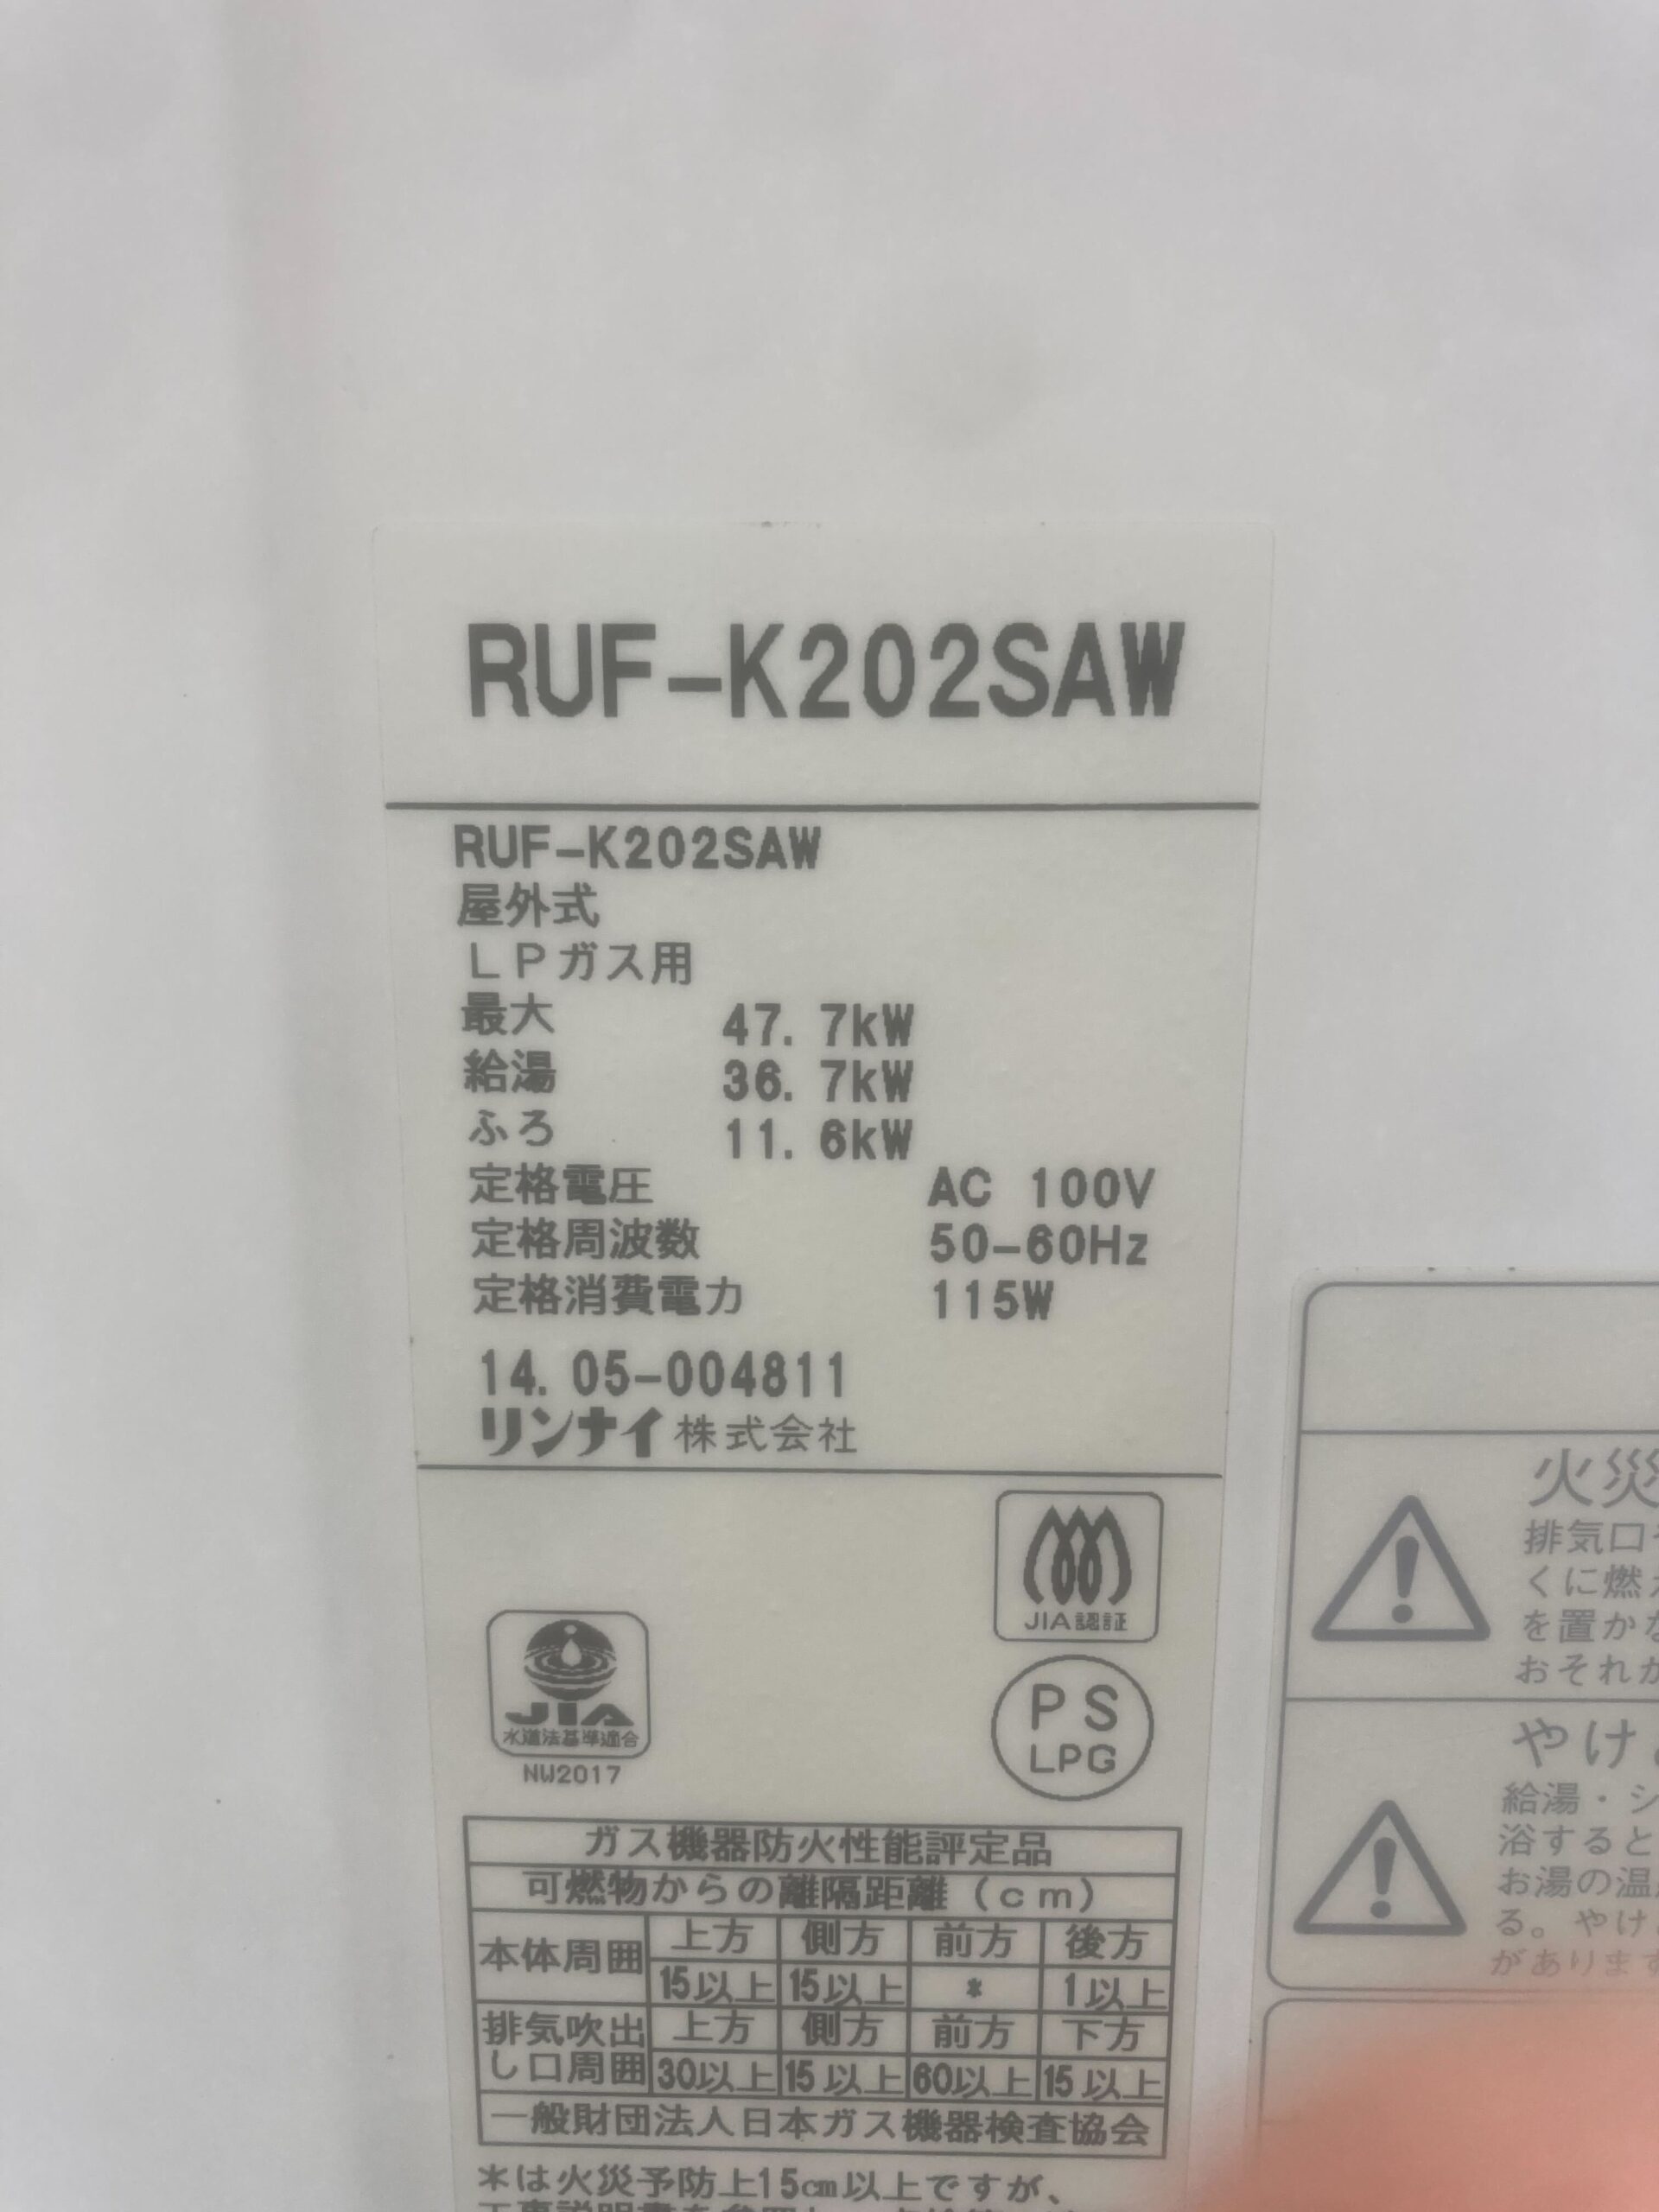 RUF-K202SAW
RUF-K202SAW
屋外式
LPガス用
最大 47.7kW
給湯 36.7kW
ふろ 11.6kW
定格電圧 AC 100V
定格周波数 50-60Hz
定格消費電力 115W
14.05-004811
リンナイ株式会社
JIA認証
JIA
水道法基準適合
NW2017
PS
LPG
ガス機器防火性能評定品
可燃物からの離隔距離(cm)
本体周囲 上方 側方 前方 後方
15以上 15以上 * 1以上
排気吹出し口周囲 上方 側方 前方 下方
30以上 15以上 60以上 15以上
一般財団法人日本ガス機器検査協会
*は火災予防上15cm以上ですが、
火災
排気口
くに燃
を置かな
おそれが
やけ
給湯・シ
浴すると
お湯の温
る。やけ
があります